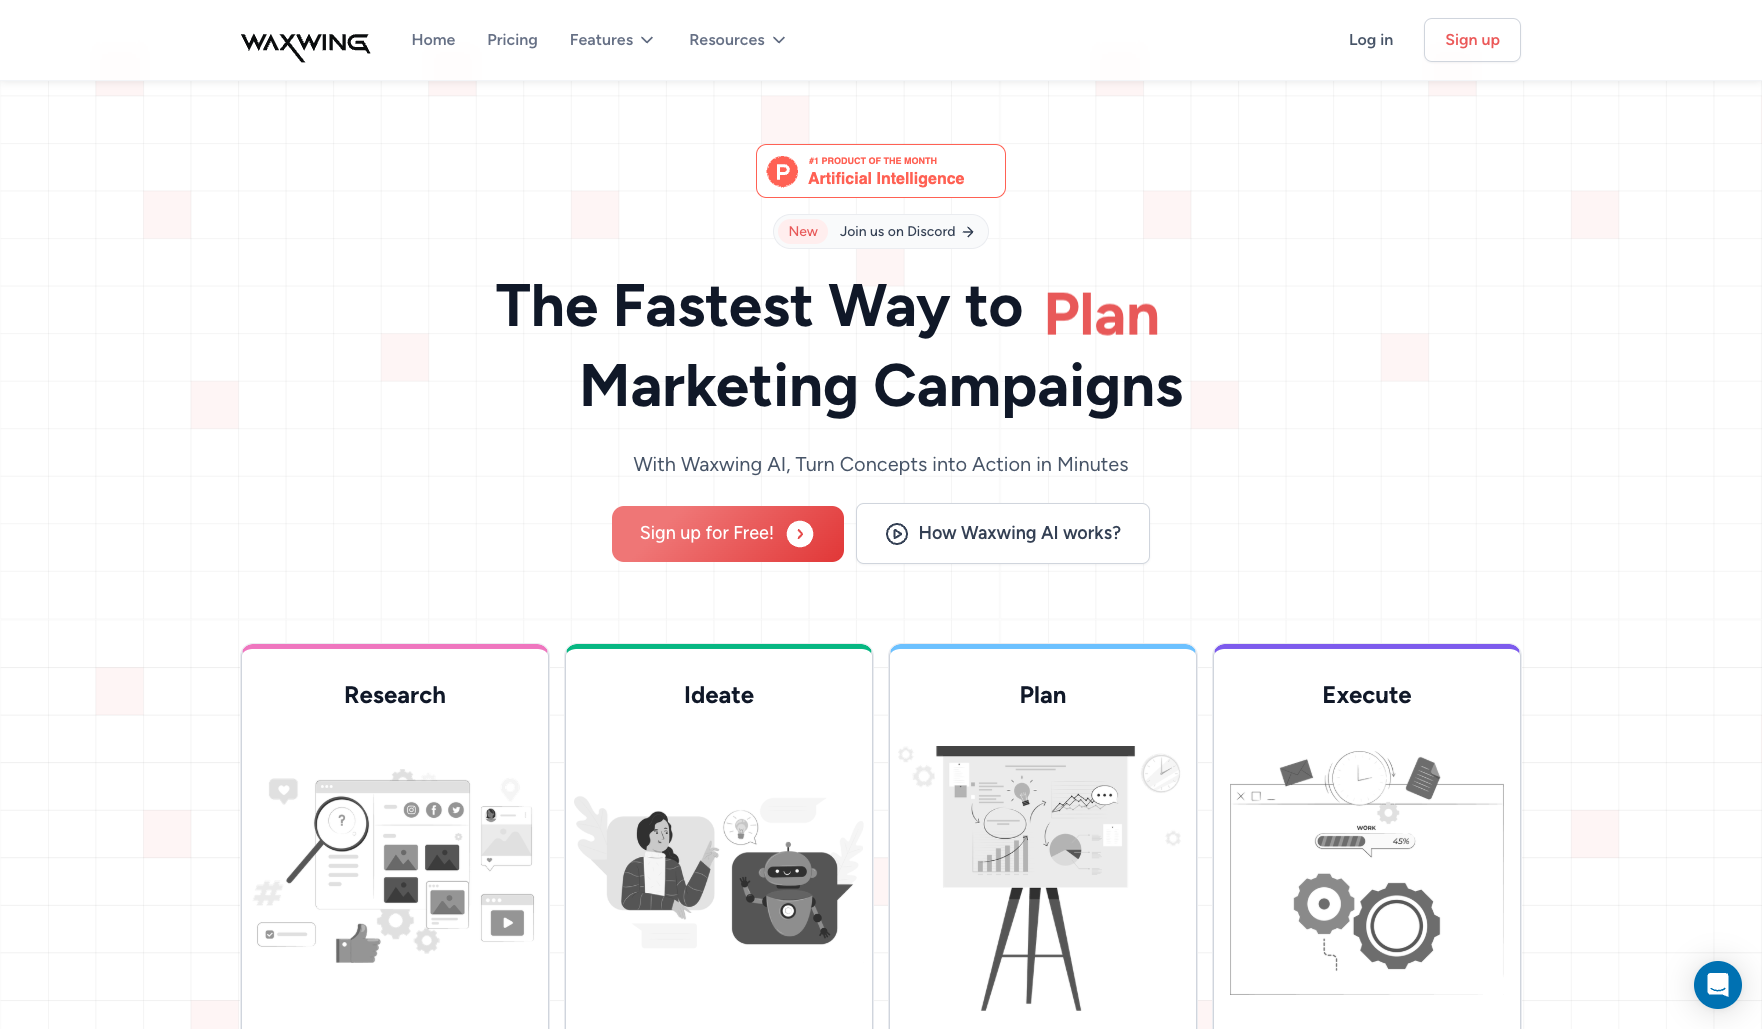 WAXWING
Home
Pricing
Features
Resources
Log in
Sign up
#1 PRODUCT OF THE MONTH
P
Artificial Intelligence
New
Join us on Discord
The Fastest Way to Plan
Marketing Campaigns
With Waxwing AI, Turn Concepts into Action in Minutes
Sign up for Free!
How Waxwing AI works?
Research
Ideate
Plan
Execute
?
#
WORK
45%